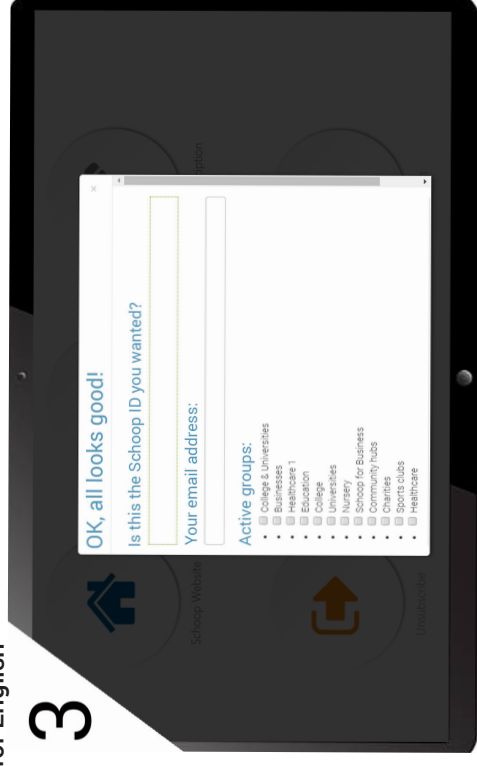 for English
3
OK, all looks good!
×
Is this the Schoop ID you wanted?
Your email address:
Active groups:
College & Universities
Businesses
Healthcare 1
Education
College
Universities
Nursery
Schoop for Business
Community hubs
Charities
Sports clubs
Healthcare
Schoop Website
Unsubscribe